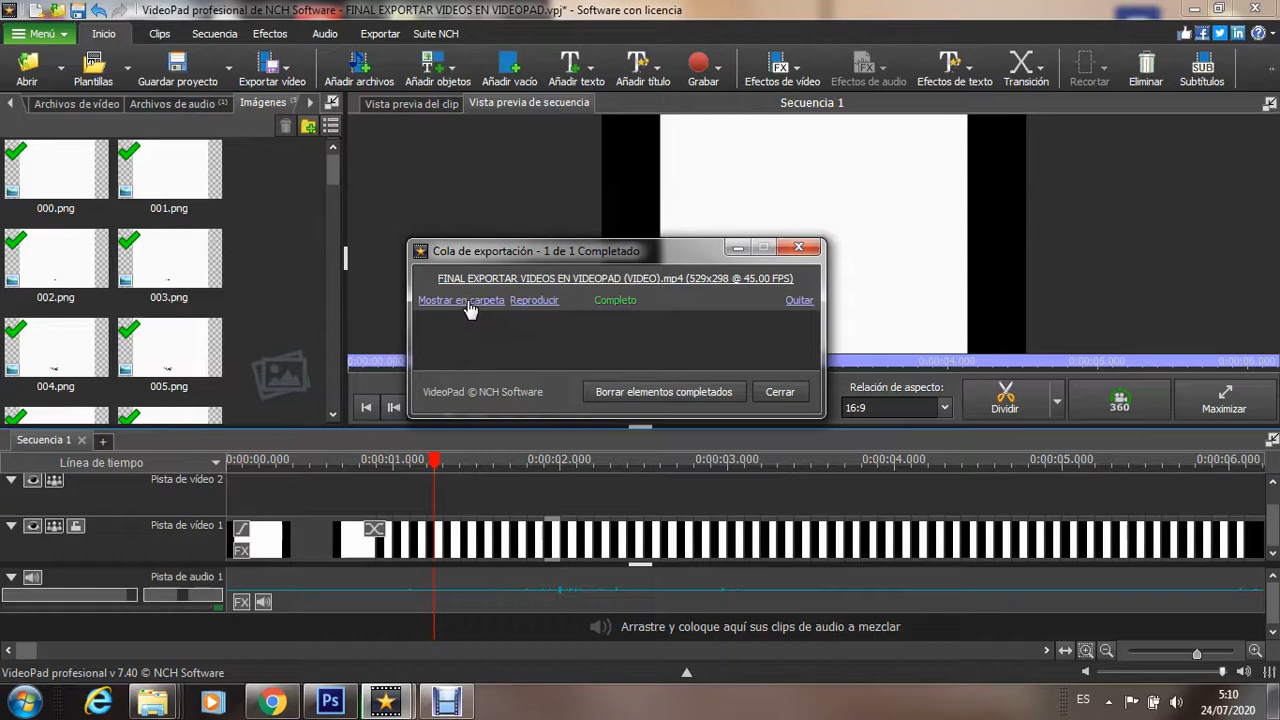 VideoPad profesional de NCH Software - FINAL EXPORTAR VIDEOS EN VIDEOPAD.vpj* - Software con licencia
Menú Inicio Clips Secuencia Efectos Audio Exportar Suite NCH
Abrir Plantillas Guardar proyecto Exportar vídeo Añadir archivos Añadir objetos Añadir vacío Añadir texto Añadir título Grabar Efectos de vídeo Efectos de audio Efectos de texto Transición Recortar Eliminar Subtítulos
Archivos de vídeo Archivos de audio (1) Imágenes Vista previa del clip Vista previa de secuencia Secuencia 1
000.png 001.png
002.png 003.png
004.png 005.png
Cola de exportación - 1 de 1 Completado
FINAL EXPORTAR VIDEOS EN VIDEOPAD (VIDEO).mp4 (529x298 @ 45.00 FPS)
Mostrar en carpeta Reproducir Completo Quitar
VideoPad © NCH Software Borrar elementos completados Cerrar
0:00:00.000 0:00:04.000 0:00:05.000 0:00:06.000
Relación de aspecto:
16:9
Dividir
360
Maximizar
Secuencia 1
Línea de tiempo 0:00:00.000 0:00:01.000 0:00:02.000 0:00:03.000 0:00:04.000 0:00:05.000 0:00:06.000
Pista de vídeo 2
Pista de vídeo 1
FX
Pista de audio 1
FX
Arrastre y coloque aquí sus clips de audio a mezclar
VideoPad profesional v 7.40 © NCH Software
Ps
ES
5:10
24/07/2020